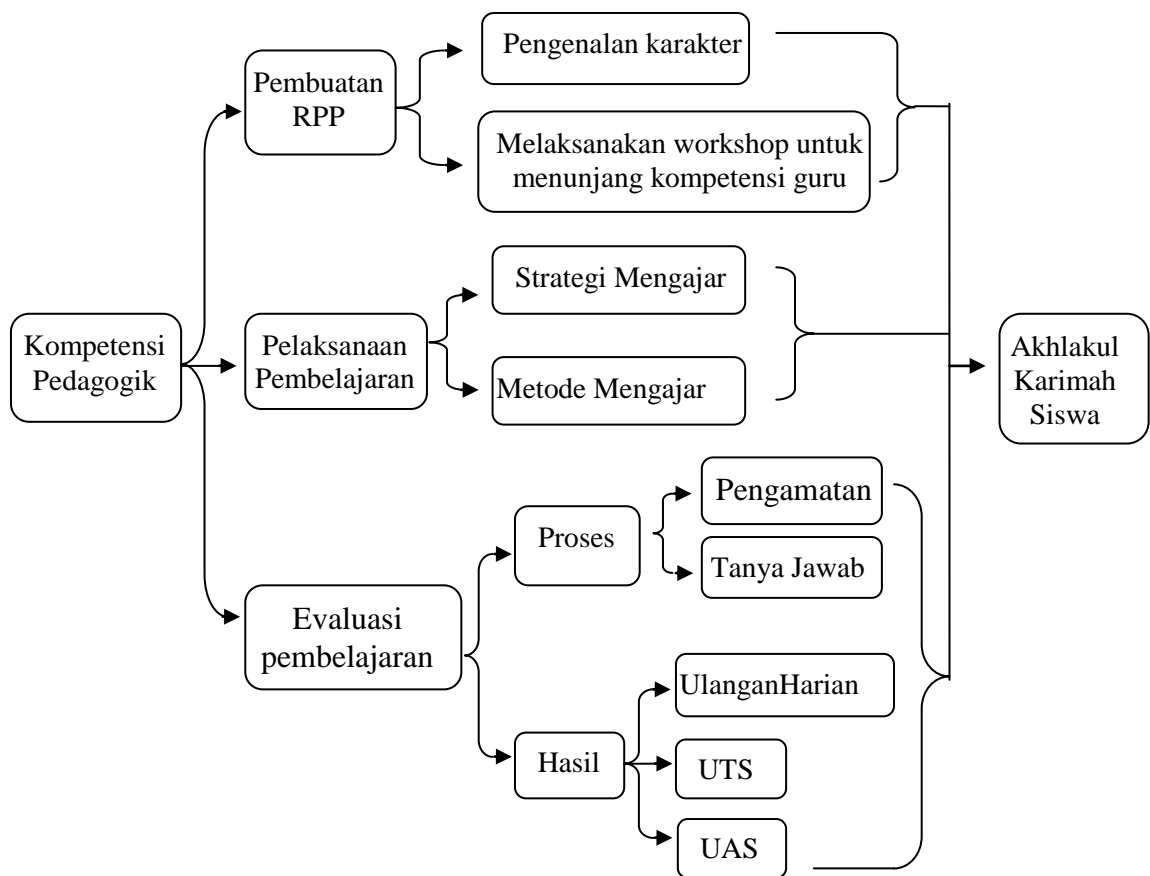 Kompetensi
Pedagogik
Pembuatan
RPP
Pengenalan karakter
Melaksanakan workshop untuk
menunjang kompetensi guru
Pelaksanaan
Pembelajaran
Strategi Mengajar
Metode Mengajar
Evaluasi
pembelajaran
Proses
Pengamatan
Tanya Jawab
Hasil
UlanganHarian
UTS
UAS
Akhlakul
Karimah
Siswa